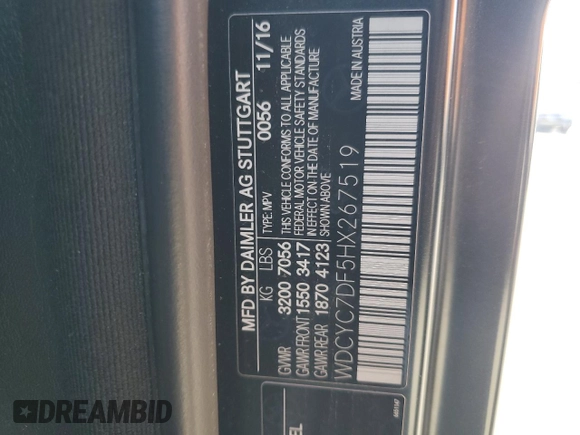 MFD BY DAIMLER AG STUTTGART
KG LBS TYPE: MPV 0056 11/16
GVWR 3200 7056
GAWR FRONT 1550 3417
GAWR REAR 1870 4123
THIS VEHICLE CONFORMS TO ALL APPLICABLE
FEDERAL MOTOR VEHICLE SAFETY STANDARDS
IN EFFECT ON THE DATE OF MANUFACTURE
SHOWN ABOVE
MADE IN AUSTRIA
WDCYC7DF5HX267519
EL
DREAMBID